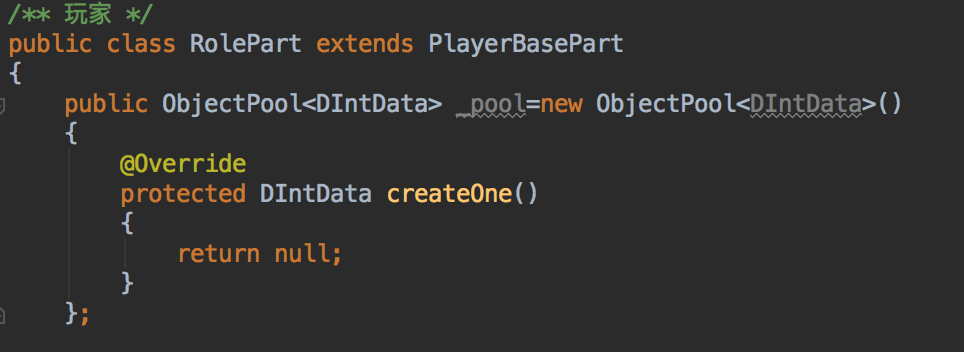 /** 玩家 */
public class RolePart extends PlayerBasePart
{
    public ObjectPool<DIntData> _pool=new ObjectPool<DIntData>()
    {
        @Override
        protected DIntData createOne()
        {
            return null;
        }
    };